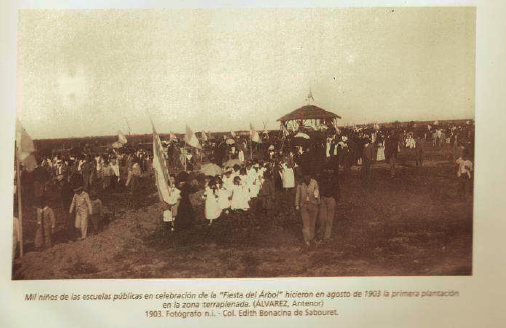 Mil niños de las escuelas públicas en celebración de la "Fiesta del Árbol" hicieron en agosto de 1903 la primera plantación
en la zona terraplenada. (ALVAREZ, Antenor)
1903. Fotógrafo n.i. - Col. Edith Bonacina de Sabouret.